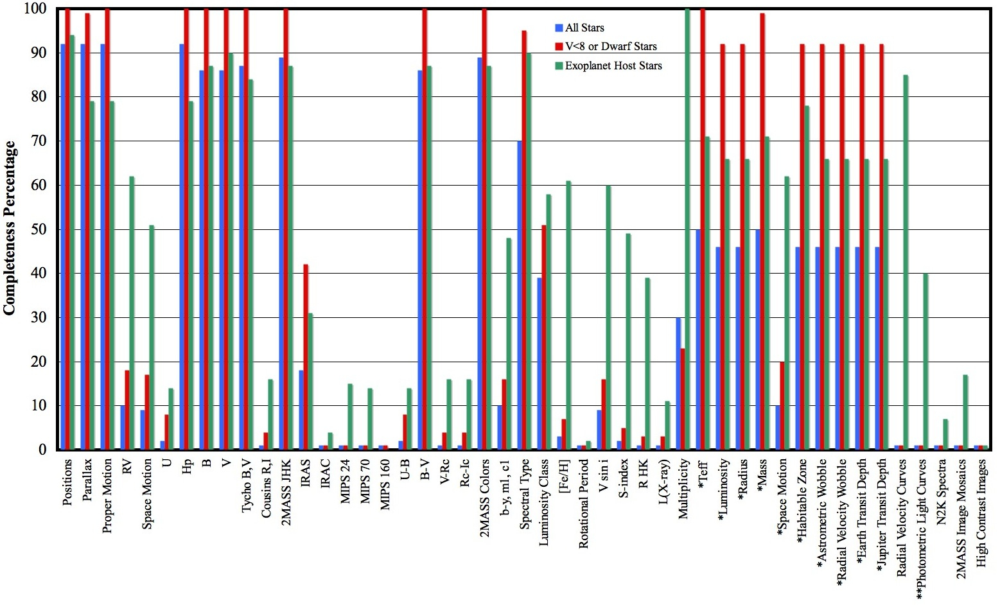 100
90
80
70
60
50
40
30
20
10
0
Completeness Percentage
All Stars
V<8 or Dwarf Stars
Exoplanet Host Stars
Positions
Parallax
Proper Motion
RV
Space Motion
U
Hp
B
V
Tycho B,V
Cousins R,I
2MASS JHK
IRAS
IRAC
MIPS 24
MIPS 70
MIPS 160
U-B
B-V
V-Rc
Rc-Ic
2MASS Colors
b-y, m1, c1
Spectral Type
Luminosity Class
[Fe/H]
Rotational Period
V sin i
S-index
R HK
L(X-ray)
Multiplicity
*Teff
*Luminosity
*Radius
*Mass
*Space Motion
*Habitable Zone
*Astrometric Wobble
*Radial Velocity Wobble
*Earth Transit Depth
*Jupiter Transit Depth
Radial Velocity Curves
**Photometric Light Curves
N2K Spectra
2MASS Image Mosaics
High Contrast Images